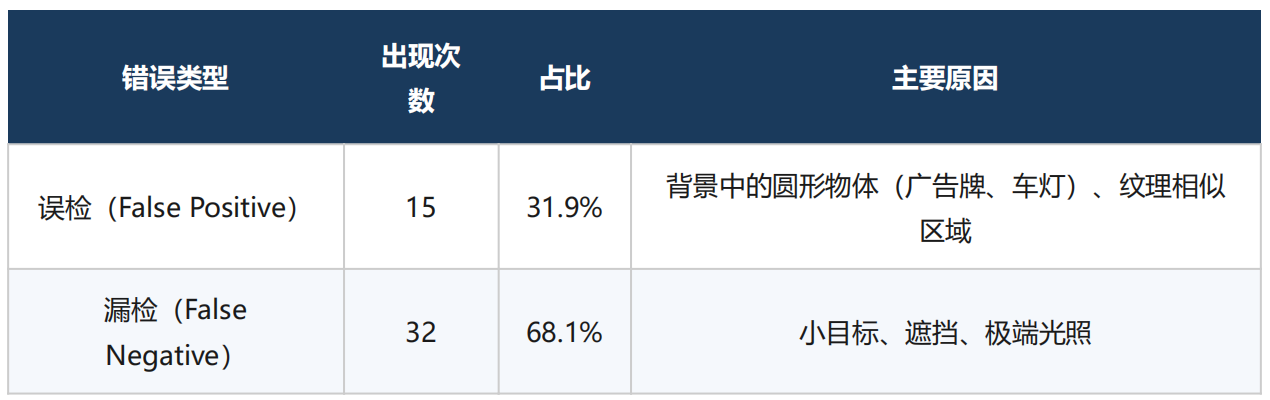 错误类型
出现次
数
占比
主要原因
误检（False Positive）
15
31.9%
背景中的圆形物体（广告牌、车灯）、纹理相似
区域
漏检（False
Negative）
32
68.1%
小目标、遮挡、极端光照